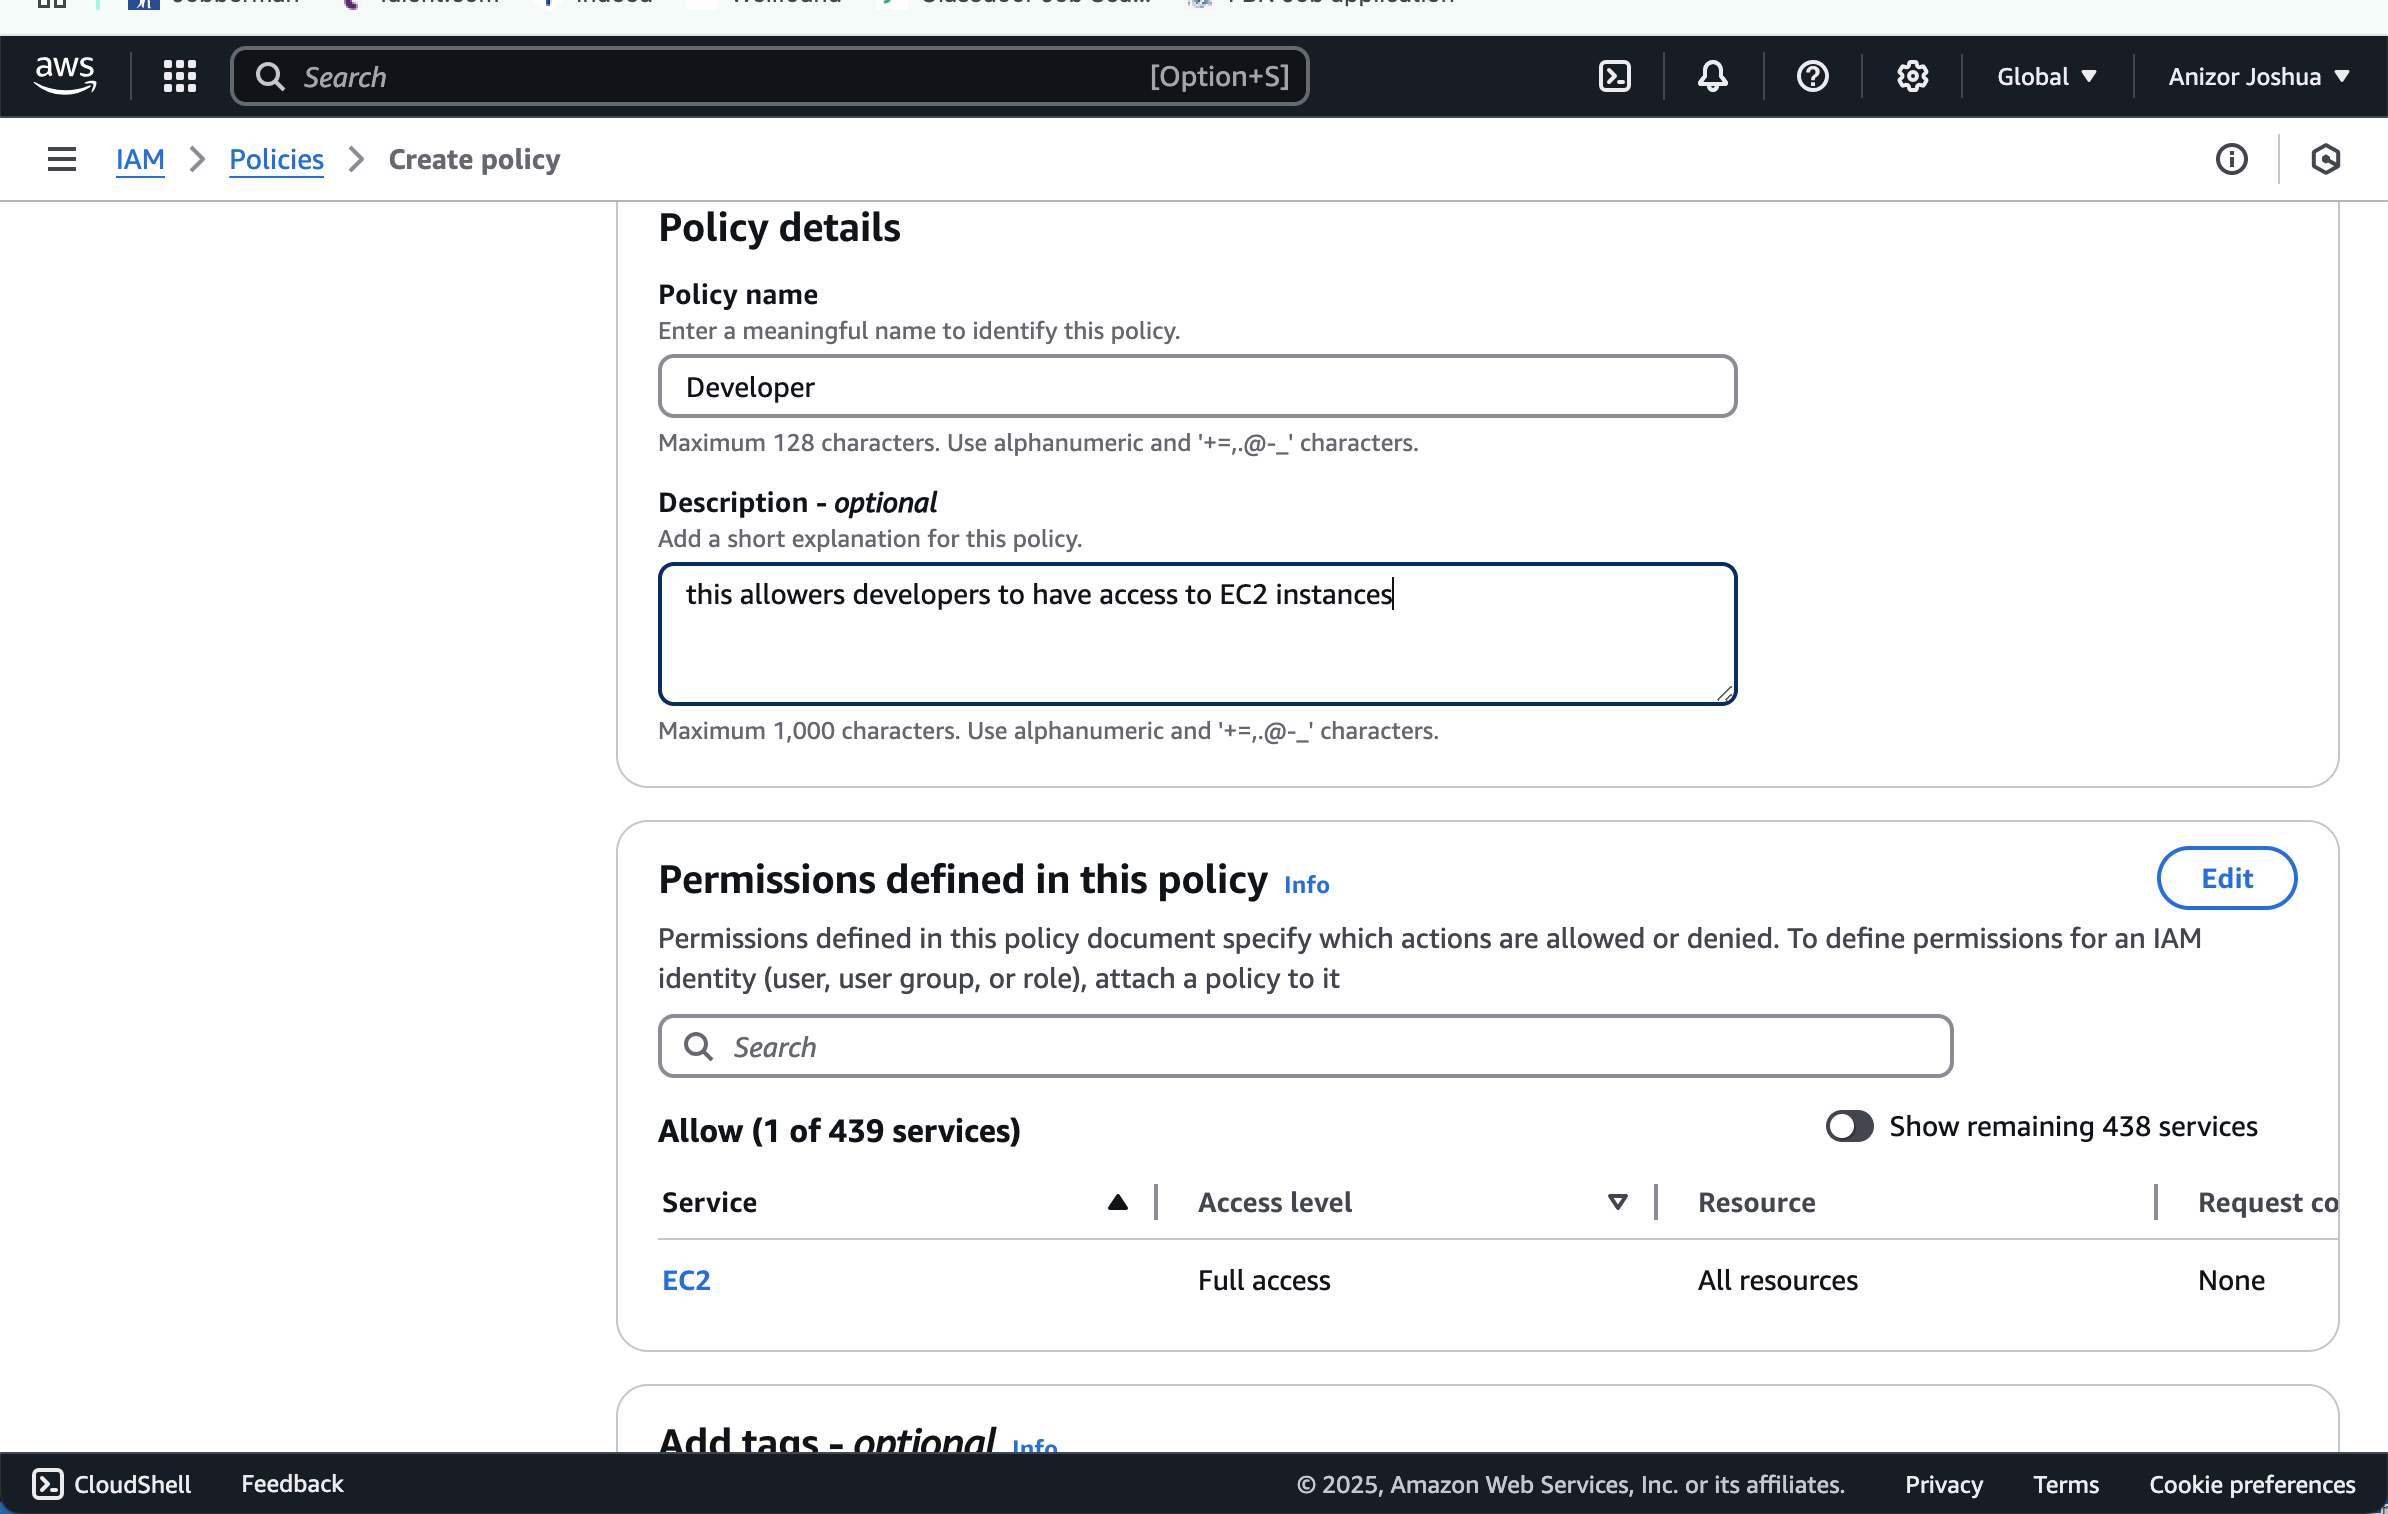 aws
Search
[Option+S]
Global
Anizor Joshua
IAM
Policies
Create policy
Policy details
Policy name
Enter a meaningful name to identify this policy.
Developer
Maximum 128 characters. Use alphanumeric and '+=,.@-_' characters.
Description - optional
Add a short explanation for this policy.
this allowers developers to have access to EC2 instances
Maximum 1,000 characters. Use alphanumeric and '+=,.@-_' characters.
Permissions defined in this policy Info
Edit
Permissions defined in this policy document specify which actions are allowed or denied. To define permissions for an IAM
identity (user, user group, or role), attach a policy to it
Search
Allow (1 of 439 services)
Show remaining 438 services
Service
Access level
Resource
Request co
EC2
Full access
All resources
None
Add tags - optional Info
CloudShell
Feedback
© 2025, Amazon Web Services, Inc. or its affiliates.
Privacy
Terms
Cookie preferences